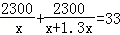 2300/x + 2300/(x+1.3x) = 33